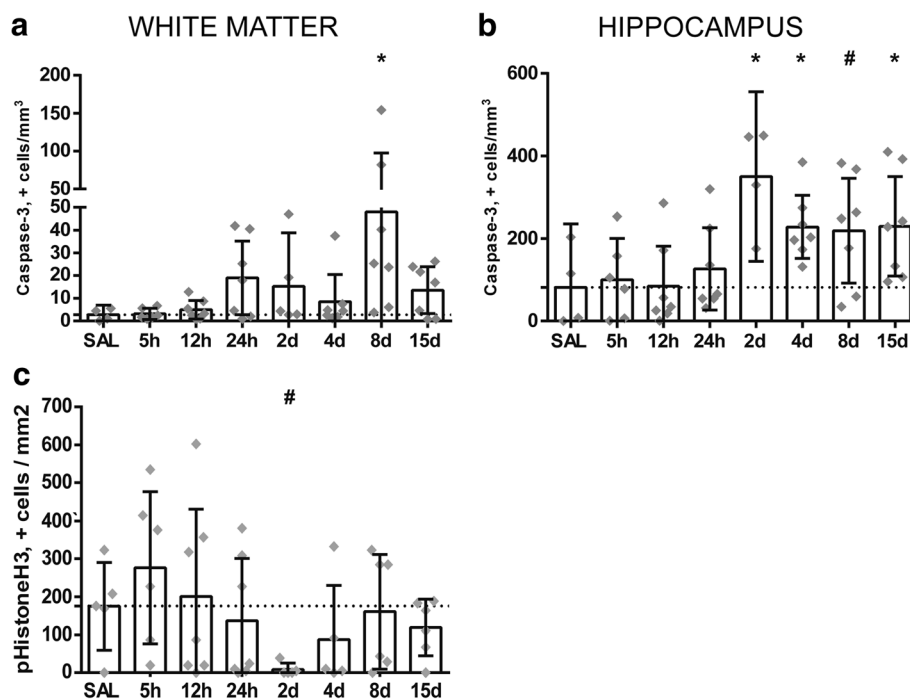 a WHITE MATTER
*
Caspase-3, + cells/mm³
200
150
100
50
50
40
30
20
10
0
SAL 5h 12h 24h 2d 4d 8d 15d
b HIPPOCAMPUS
* * # *
Caspase-3, + cells/mm³
600
400
200
0
SAL 5h 12h 24h 2d 4d 8d 15d
c
#
pHistoneH3, + cells / mm2
700
600
500
400
300
200
100
0
SAL 5h 12h 24h 2d 4d 8d 15d